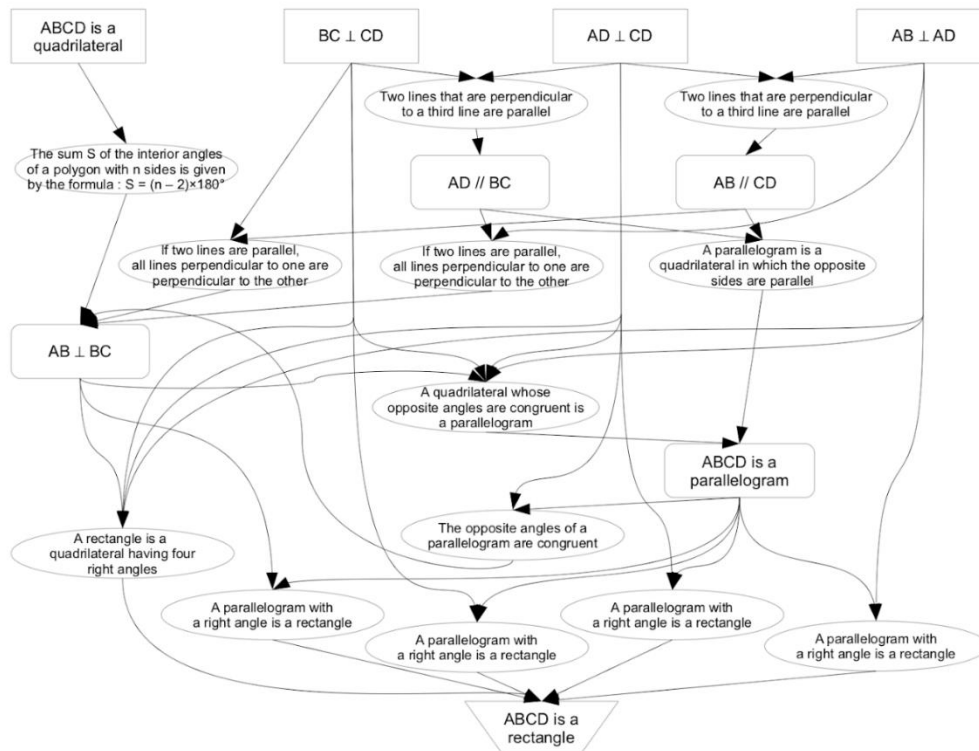 ABCD is a
quadrilateral
BC ⊥ CD
AD ⊥ CD
AB ⊥ AD
Two lines that are perpendicular
to a third line are parallel
Two lines that are perpendicular
to a third line are parallel
The sum S of the interior angles
of a polygon with n sides is given
by the formula : S = (n – 2)×180°
AD // BC
AB // CD
If two lines are parallel,
all lines perpendicular to one are
perpendicular to the other
If two lines are parallel,
all lines perpendicular to one are
perpendicular to the other
A parallelogram is a
quadrilateral in which the opposite
sides are parallel
AB ⊥ BC
A quadrilateral whose
opposite angles are congruent is
a parallelogram
ABCD is a
parallelogram
A rectangle is a
quadrilateral having four
right angles
The opposite angles of a
parallelogram are congruent
A parallelogram with
a right angle is a rectangle
A parallelogram with
a right angle is a rectangle
A parallelogram with
a right angle is a rectangle
A parallelogram with
a right angle is a rectangle
ABCD is a
rectangle